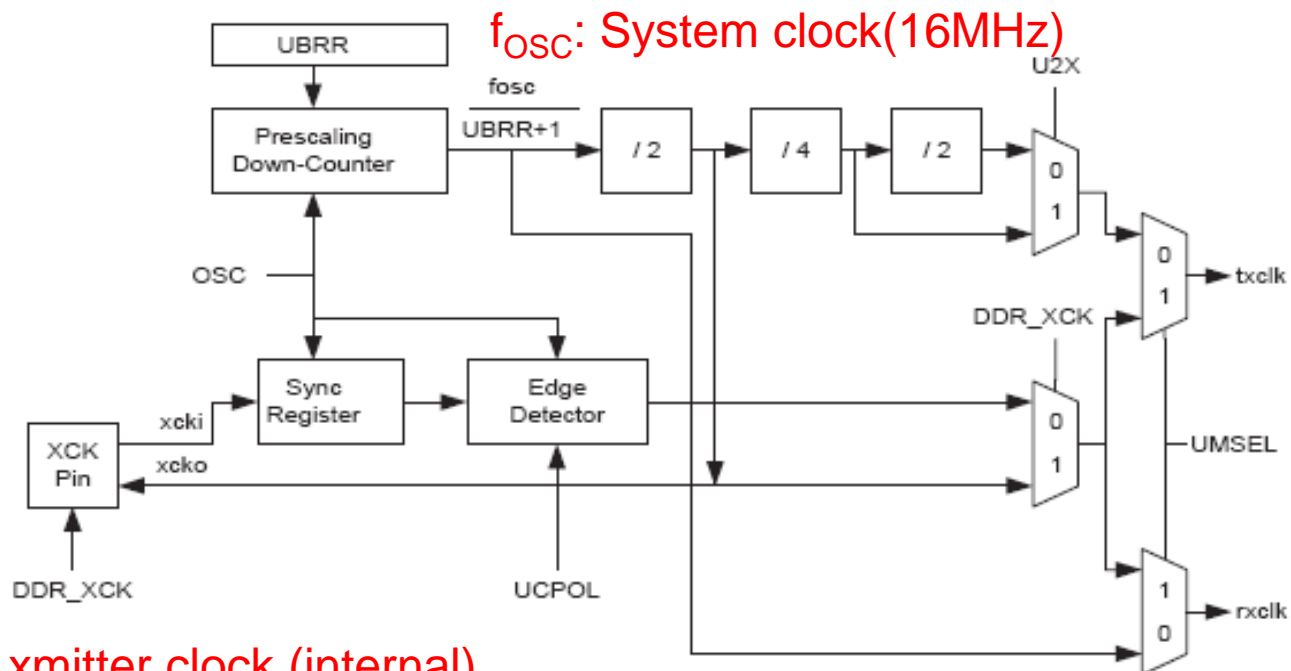 f_OSC: System clock(16MHz)
UBRR
U2X
fosc
UBRR+1
Prescaling
Down-Counter
/ 2
/ 4
/ 2
0
1
OSC
0
1
txclk
DDR_XCK
Sync
Register
Edge
Detector
xcki
0
1
XCK
Pin
xcko
UMSEL
DDR_XCK
UCPOL
1
0
rxclk
xmitter clock (internal)